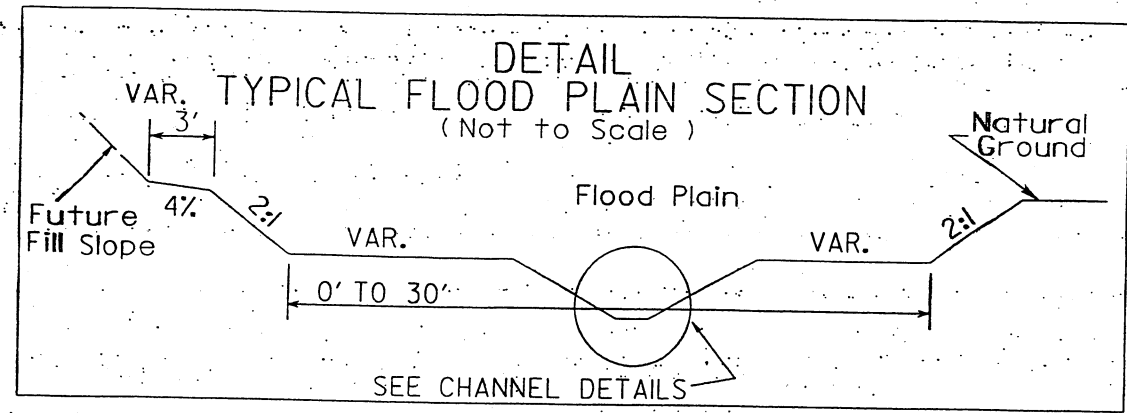 DETAIL
TYPICAL FLOOD PLAIN SECTION
( Not to Scale )
VAR.
3'
Natural
Ground
Flood Plain
Future
Fill Slope
4%
2:1
VAR.
VAR.
2:1
0' TO 30'
SEE CHANNEL DETAILS